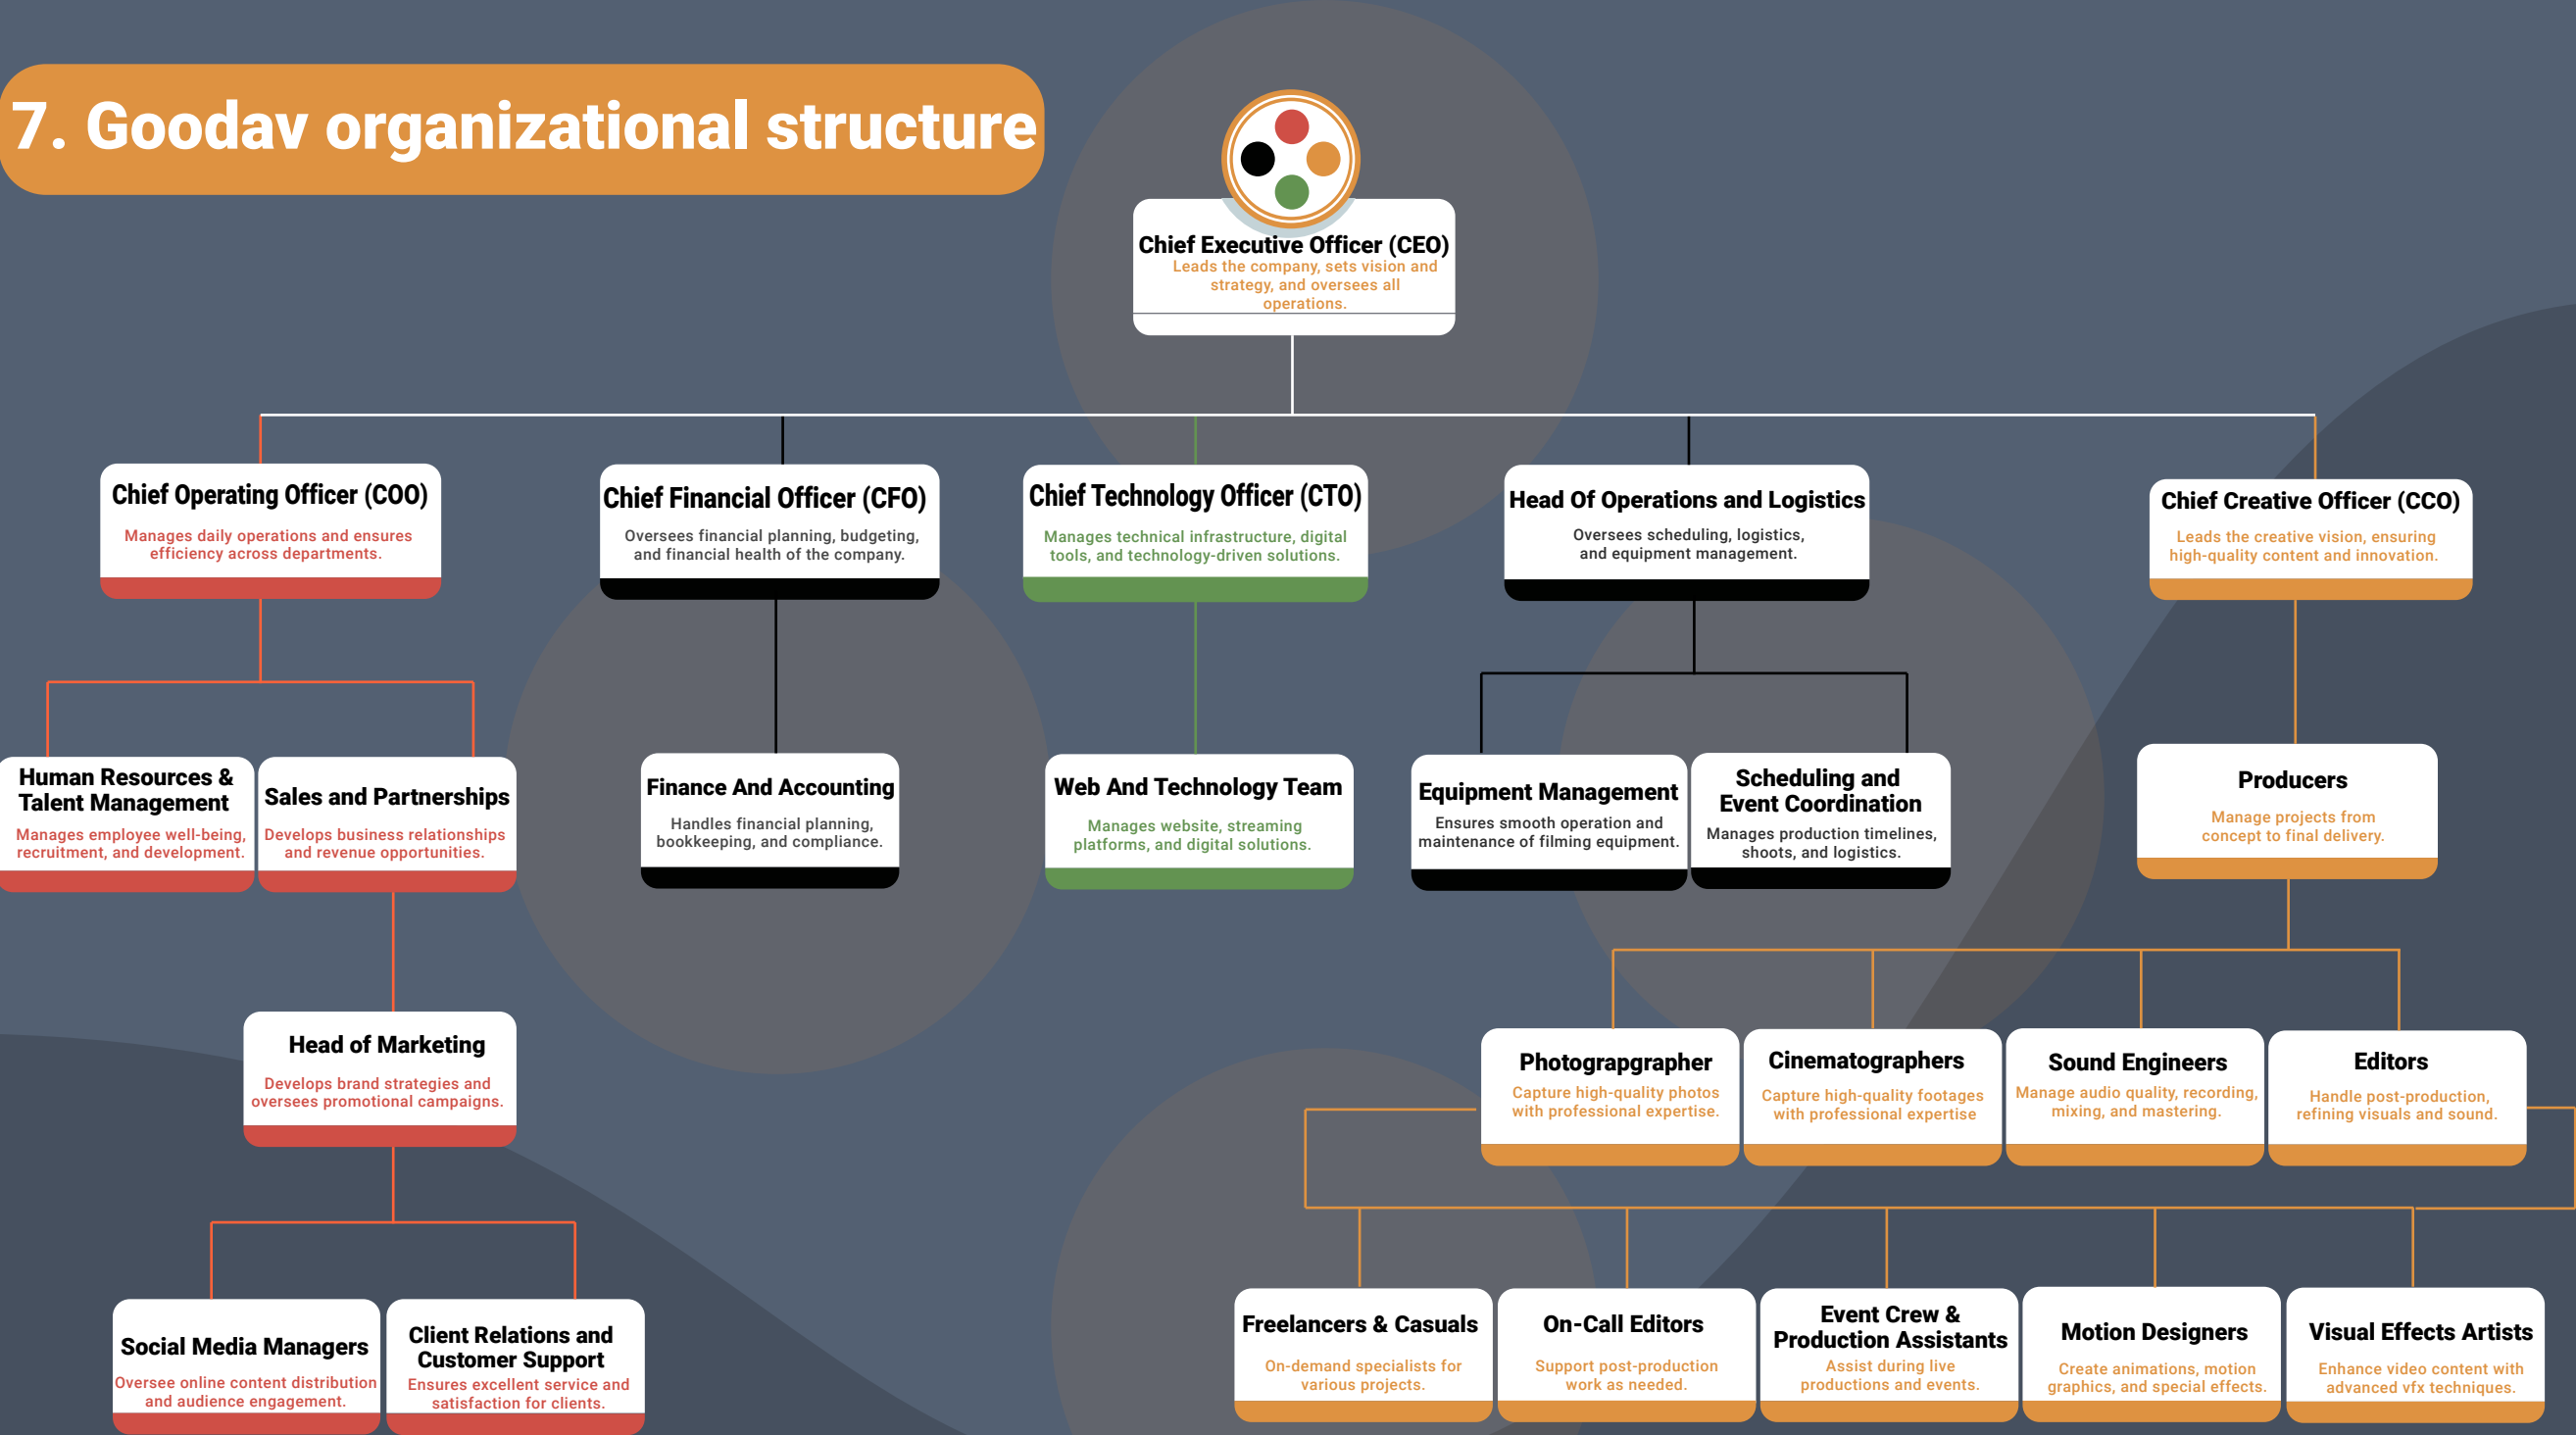 7. Goodav organizational structure
Chief Executive Officer (CEO)
Leads the company, sets vision and
strategy, and oversees all
operations.
Chief Operating Officer (COO)
Manages daily operations and ensures
efficiency across departments.
Chief Financial Officer (CFO)
Oversees financial planning, budgeting,
and financial health of the company.
Chief Technology Officer (CTO)
Manages technical infrastructure, digital
tools, and technology-driven solutions.
Head Of Operations and Logistics
Oversees scheduling, logistics,
and equipment management.
Chief Creative Officer (CCO)
Leads the creative vision, ensuring
high-quality content and innovation.
Human Resources &
Talent Management
Manages employee well-being,
recruitment, and development.
Sales and Partnerships
Develops business relationships
and revenue opportunities.
Finance And Accounting
Handles financial planning,
bookkeeping, and compliance.
Web And Technology Team
Manages website, streaming
platforms, and digital solutions.
Equipment Management
Ensures smooth operation and
maintenance of filming equipment.
Scheduling and
Event Coordination
Manages production timelines,
shoots, and logistics.
Producers
Manage projects from
concept to final delivery.
Head of Marketing
Develops brand strategies and
oversees promotional campaigns.
Photograpgrapher
Capture high-quality photos
with professional expertise.
Cinematographers
Capture high-quality footages
with professional expertise
Sound Engineers
Manage audio quality, recording,
mixing, and mastering.
Editors
Handle post-production,
refining visuals and sound.
Social Media Managers
Oversee online content distribution
and audience engagement.
Client Relations and
Customer Support
Ensures excellent service and
satisfaction for clients.
Freelancers & Casuals
On-demand specialists for
various projects.
On-Call Editors
Support post-production
work as needed.
Event Crew &
Production Assistants
Assist during live
productions and events.
Motion Designers
Create animations, motion
graphics, and special effects.
Visual Effects Artists
Enhance video content with
advanced vfx techniques.